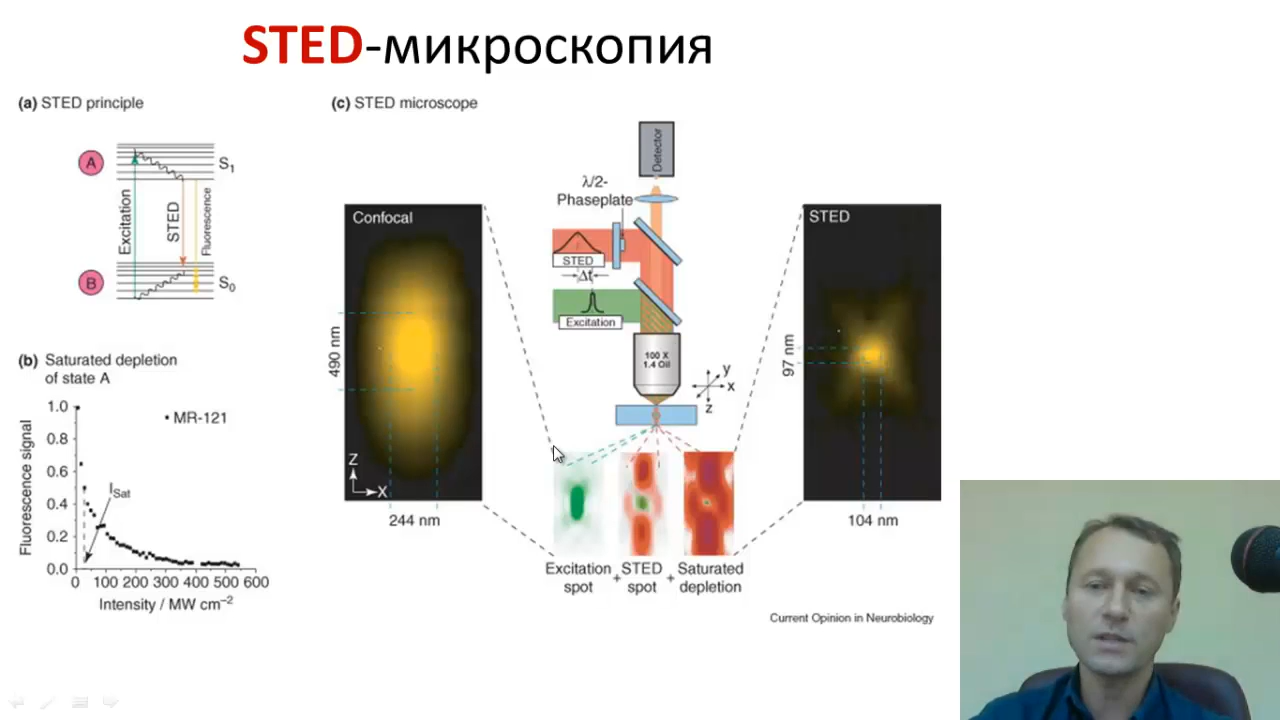 STED-микроскопия
(a) STED principle
A
S1
Excitation
STED
Fluorescence
B
S0
(b) Saturated depletion
of state A
1.0
0.8
0.6
0.4
0.2
0.0
Fluorescence signal
MR-121
ISat
0 100 200 300 400 500 600
Intensity / MW cm−2
(c) STED microscope
Confocal
490 nm
Z
X
244 nm
Detector
λ/2-
Phaseplate
STED
Δt
Excitation
100 X
1.4 Oil
y
x
z
Excitation
spot
+
STED
spot
+
Saturated
depletion
STED
97 nm
104 nm
Current Opinion in Neurobiology